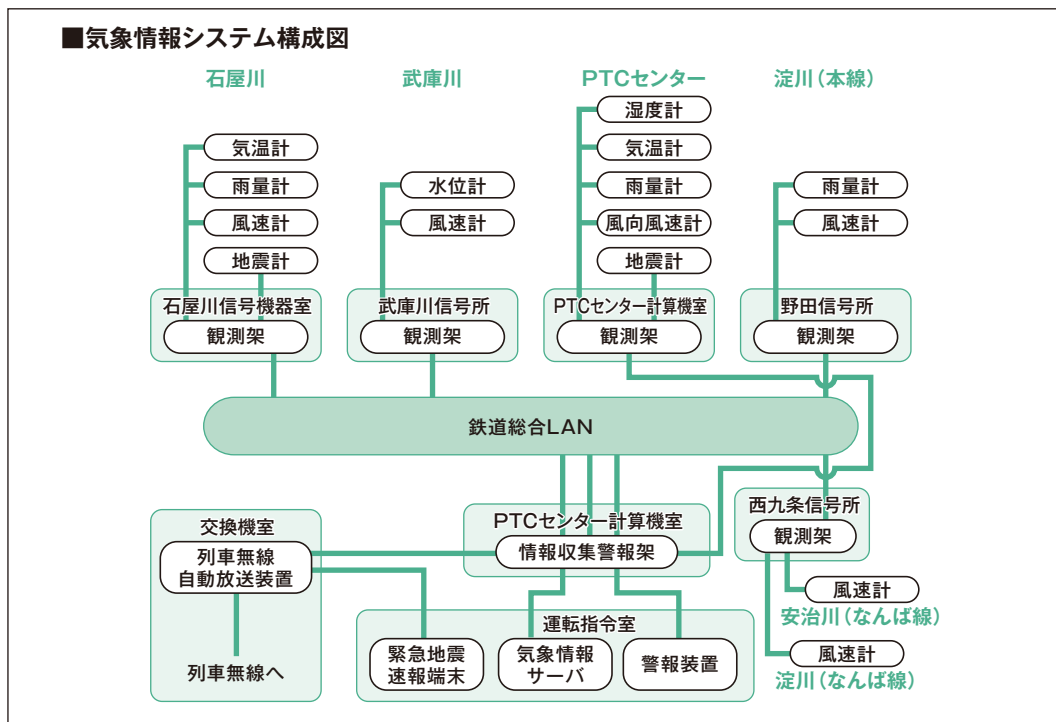 ■気象情報システム構成図
石屋川
武庫川
PTCセンター
淀川(本線)
気温計
雨量計
風速計
地震計
石屋川信号機器室
観測架
水位計
風速計
武庫川信号所
観測架
湿度計
気温計
雨量計
風向風速計
地震計
PTCセンター計算機室
観測架
雨量計
風速計
野田信号所
観測架
鉄道総合LAN
交換機室
列車無線
自動放送装置
列車無線へ
PTCセンター計算機室
情報収集警報架
運転指令室
緊急地震
速報端末
気象情報
サーバ
警報装置
西九条信号所
観測架
風速計
安治川(なんば線)
風速計
淀川(なんば線)